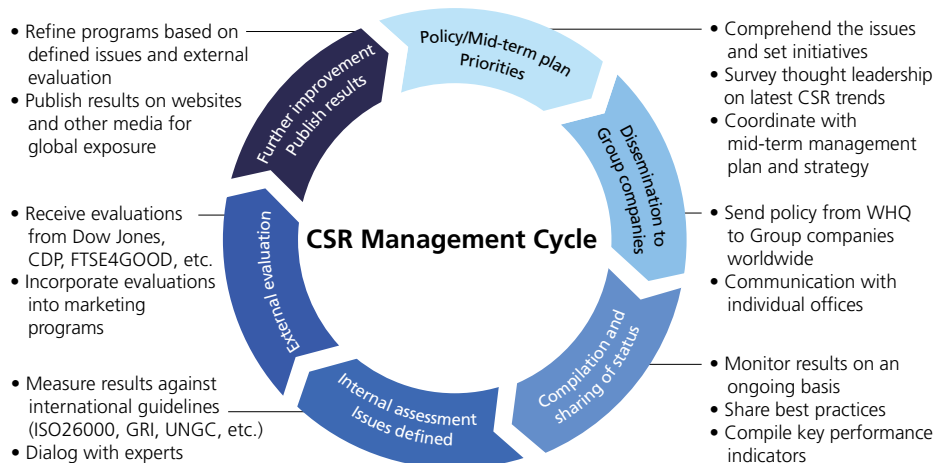 Policy/Mid-term plan
Priorities
• Comprehend the issues
and set initiatives
• Survey thought leadership
on latest CSR trends
• Coordinate with
mid-term management
plan and strategy
Dissemination to
Group companies
• Send policy from WHQ
to Group companies
worldwide
• Communication with
individual offices
Compilation and
sharing of status
• Monitor results on an
ongoing basis
• Share best practices
• Compile key performance
indicators
Internal assessment
Issues defined
• Measure results against
international guidelines
(ISO26000, GRI, UNGC, etc.)
• Dialog with experts
External evaluation
• Receive evaluations
from Dow Jones,
CDP, FTSE4GOOD, etc.
• Incorporate evaluations
into marketing
programs
Further improvement
Publish results
• Refine programs based on
defined issues and external
evaluation
• Publish results on websites
and other media for
global exposure
CSR Management Cycle